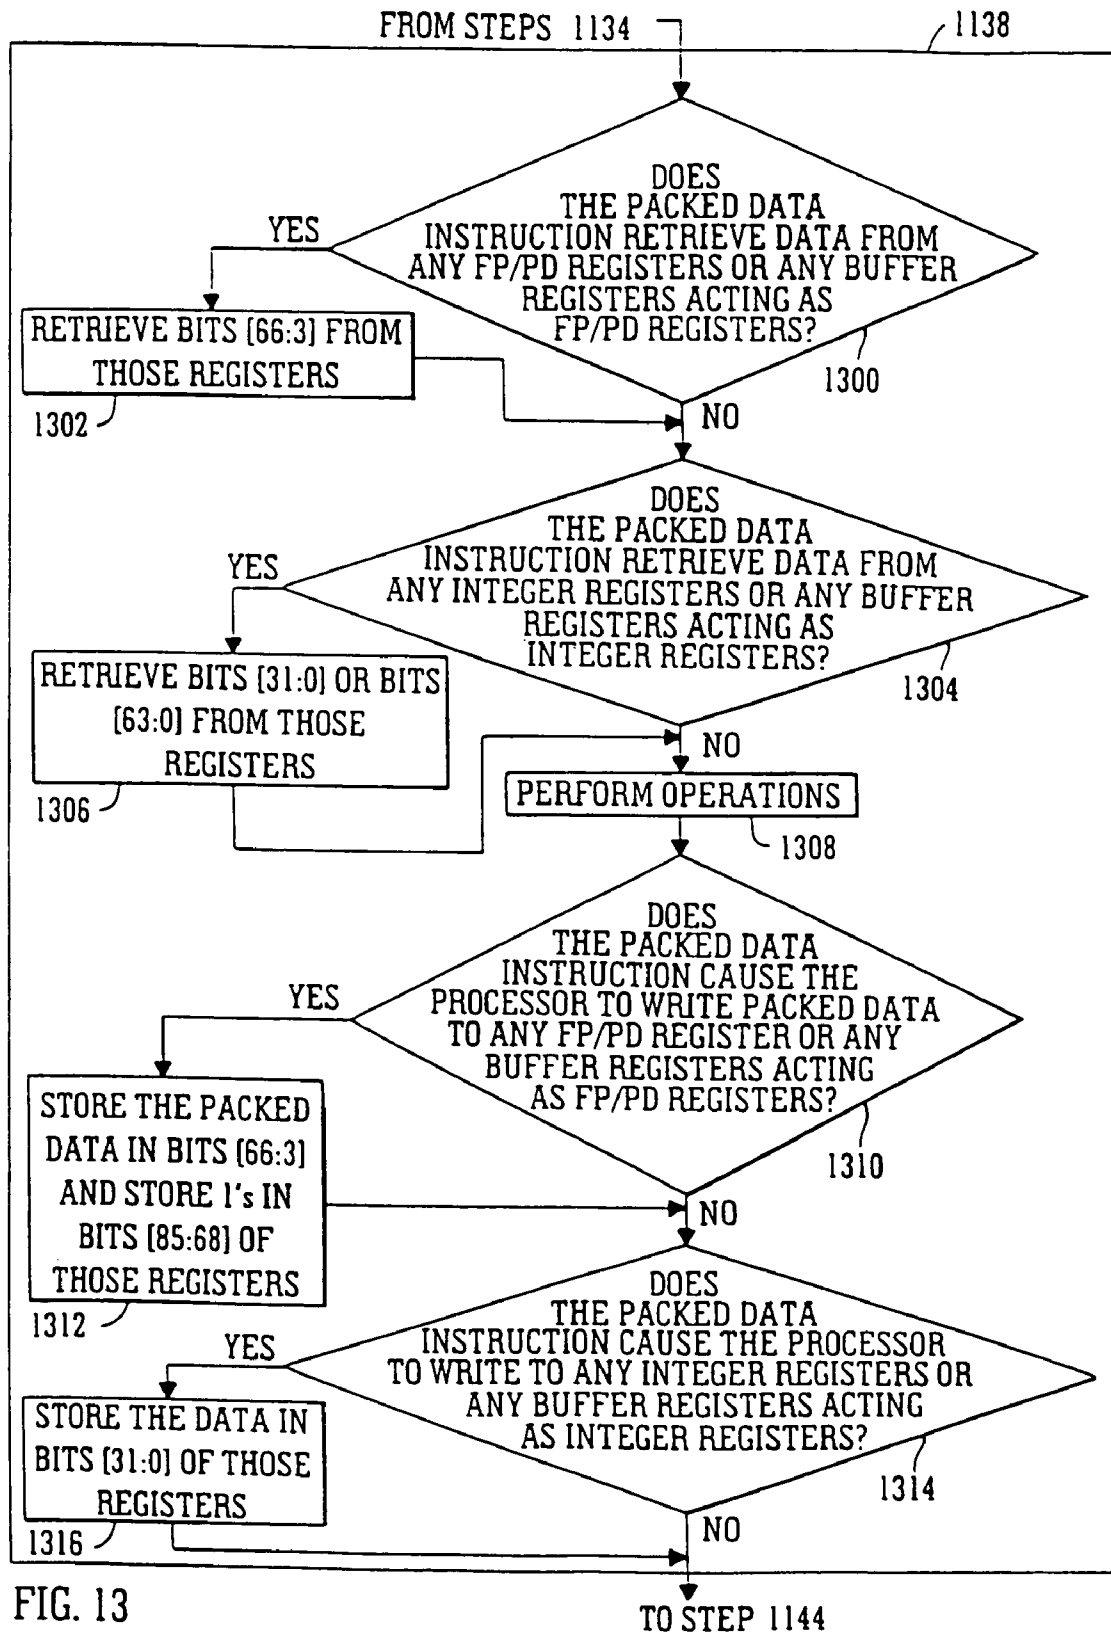 FROM STEPS 1134
1138
DOES
THE PACKED DATA
INSTRUCTION RETRIEVE DATA FROM
ANY FP/PD REGISTERS OR ANY BUFFER
REGISTERS ACTING AS
FP/PD REGISTERS?
1300
YES
RETRIEVE BITS [66:3] FROM
THOSE REGISTERS
1302
NO
DOES
THE PACKED DATA
INSTRUCTION RETRIEVE DATA FROM
ANY INTEGER REGISTERS OR ANY BUFFER
REGISTERS ACTING AS
INTEGER REGISTERS?
1304
YES
RETRIEVE BITS [31:0] OR BITS
[63:0] FROM THOSE
REGISTERS
1306
NO
PERFORM OPERATIONS
1308
DOES
THE PACKED DATA
INSTRUCTION CAUSE THE
PROCESSOR TO WRITE PACKED DATA
TO ANY FP/PD REGISTER OR ANY
BUFFER REGISTERS ACTING
AS FP/PD REGISTERS?
1310
YES
STORE THE PACKED
DATA IN BITS [66:3]
AND STORE 1's IN
BITS [85:68] OF
THOSE REGISTERS
1312
NO
DOES
THE PACKED DATA
INSTRUCTION CAUSE THE PROCESSOR
TO WRITE TO ANY INTEGER REGISTERS OR
ANY BUFFER REGISTERS ACTING
AS INTEGER REGISTERS?
1314
YES
STORE THE DATA IN
BITS [31:0] OF THOSE
REGISTERS
1316
NO
FIG. 13
TO STEP 1144